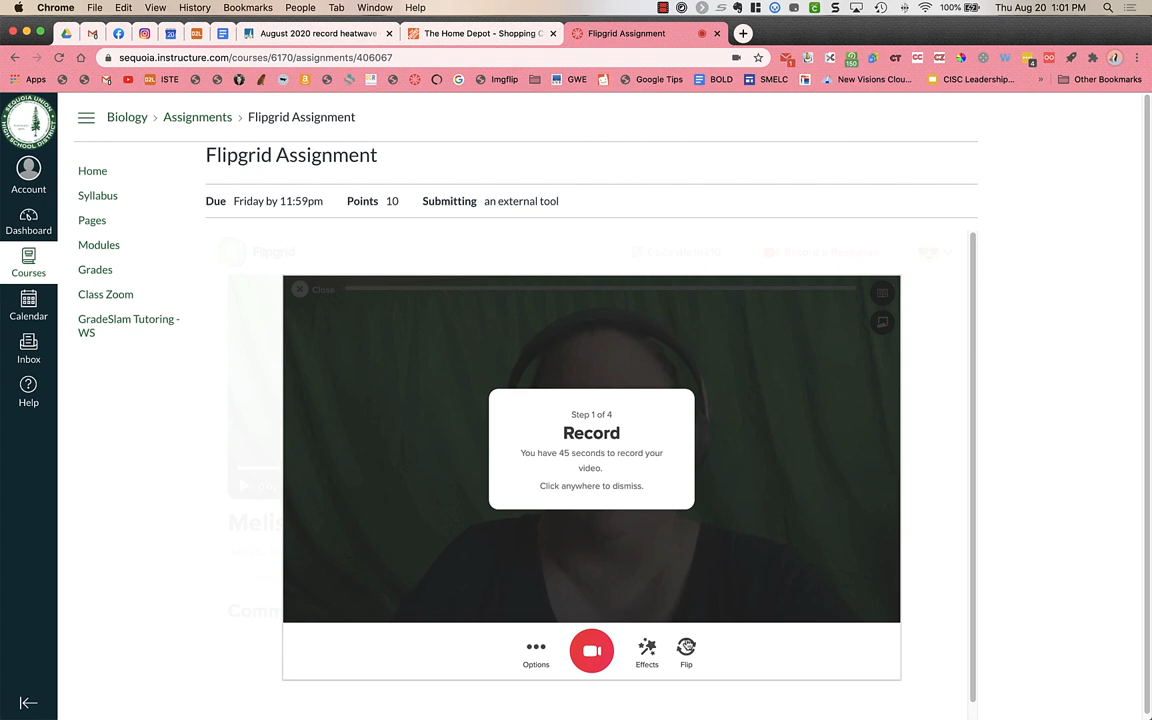 Chrome File Edit View History Bookmarks People Tab Window Help 100% Thu Aug 20 1:01 PM
August 2020 record heatwave The Home Depot - Shopping C Flipgrid Assignment
sequoia.instructure.com/courses/6170/assignments/406067
Apps ISTE Imgflip GWE Google Tips BOLD SMELC New Visions Clou... CISC Leadership... » Other Bookmarks
Biology > Assignments > Flipgrid Assignment
Flipgrid Assignment
Due Friday by 11:59pm Points 10 Submitting an external tool
Account
Dashboard
Courses
Calendar
Inbox
Help
Home
Syllabus
Pages
Modules
Grades
Class Zoom
GradeSlam Tutoring -
WS
Flipgrid
Close
Step 1 of 4
Record
You have 45 seconds to record your
video.
Click anywhere to dismiss.
Melis
Comm
Options Effects Flip